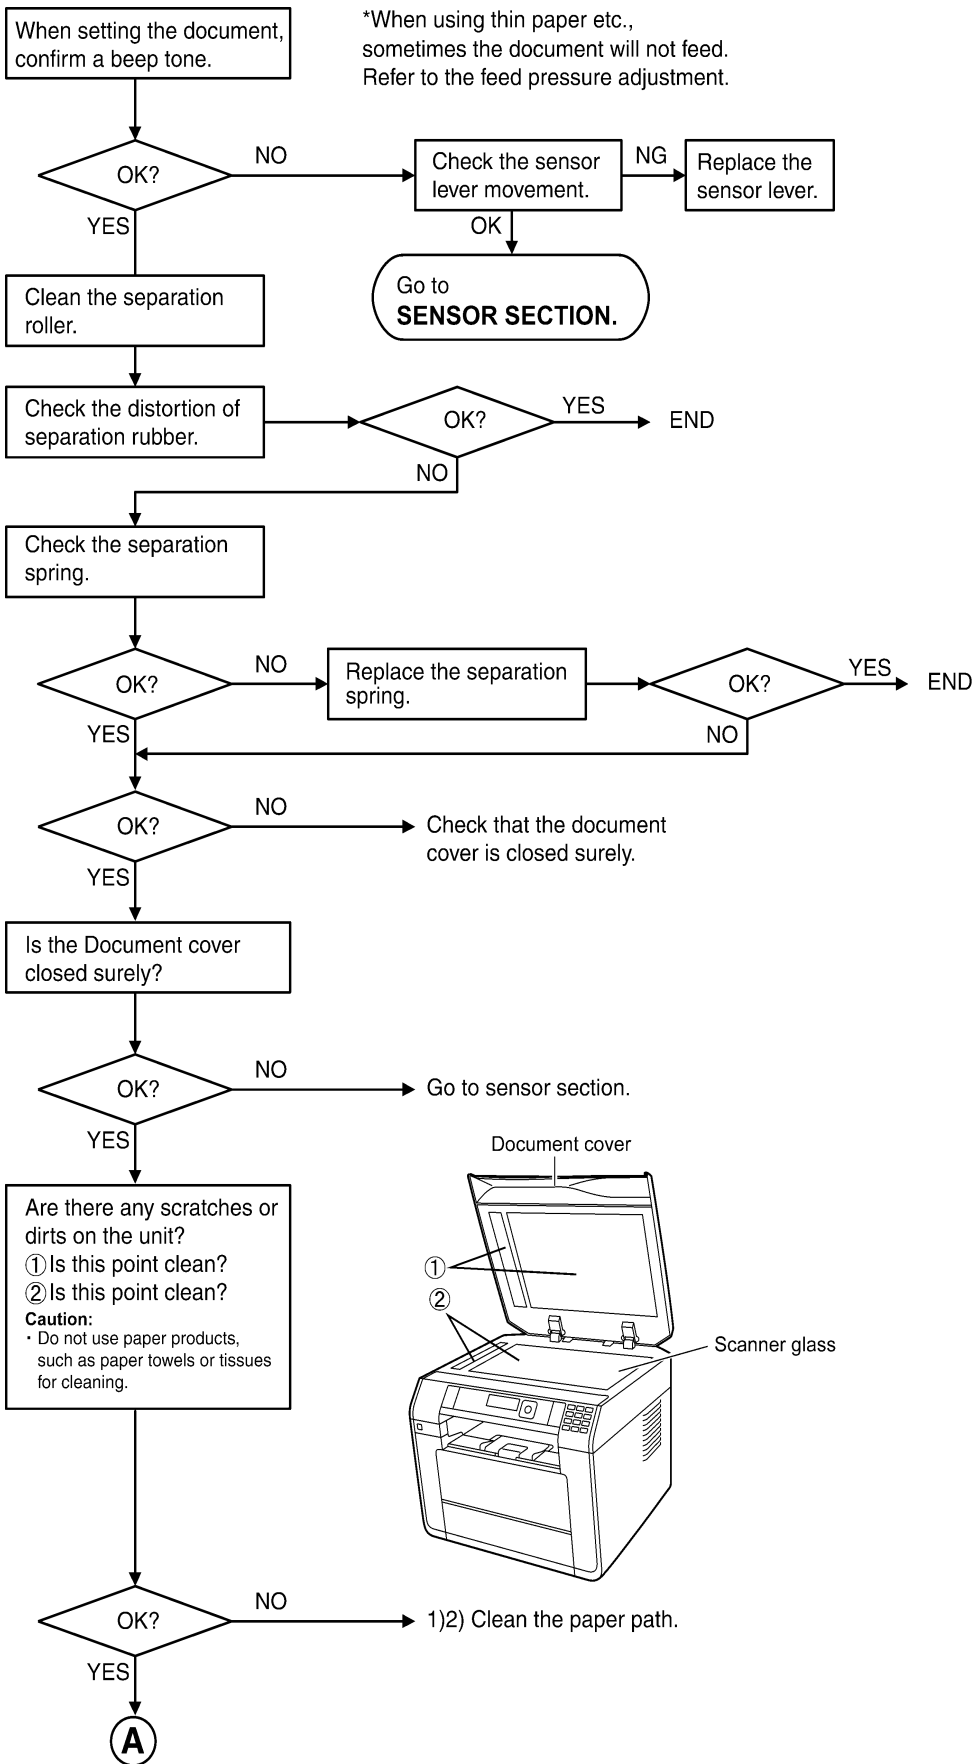 When setting the document,
confirm a beep tone.
*When using thin paper etc.,
sometimes the document will not feed.
Refer to the feed pressure adjustment.
OK?
NO
Check the sensor
lever movement.
NG
Replace the
sensor lever.
YES
OK
Go to
SENSOR SECTION.
Clean the separation
roller.
Check the distortion of
separation rubber.
OK?
YES
END
NO
Check the separation
spring.
OK?
NO
Replace the separation
spring.
OK?
YES
END
YES
NO
OK?
NO
Check that the document
cover is closed surely.
YES
Is the Document cover
closed surely?
OK?
NO
Go to sensor section.
YES
Are there any scratches or
dirts on the unit?
① Is this point clean?
② Is this point clean?
Caution:
・Do not use paper products,
such as paper towels or tissues
for cleaning.
Document cover
①
②
Scanner glass
OK?
NO
1)2) Clean the paper path.
YES
A